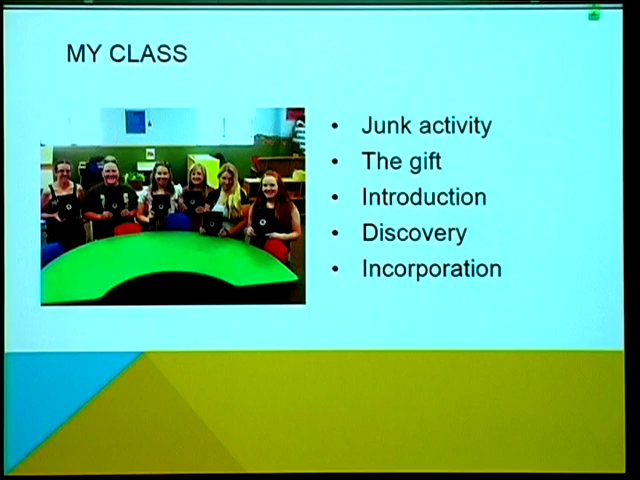 MY CLASS
• Junk activity
• The gift
• Introduction
• Discovery
• Incorporation